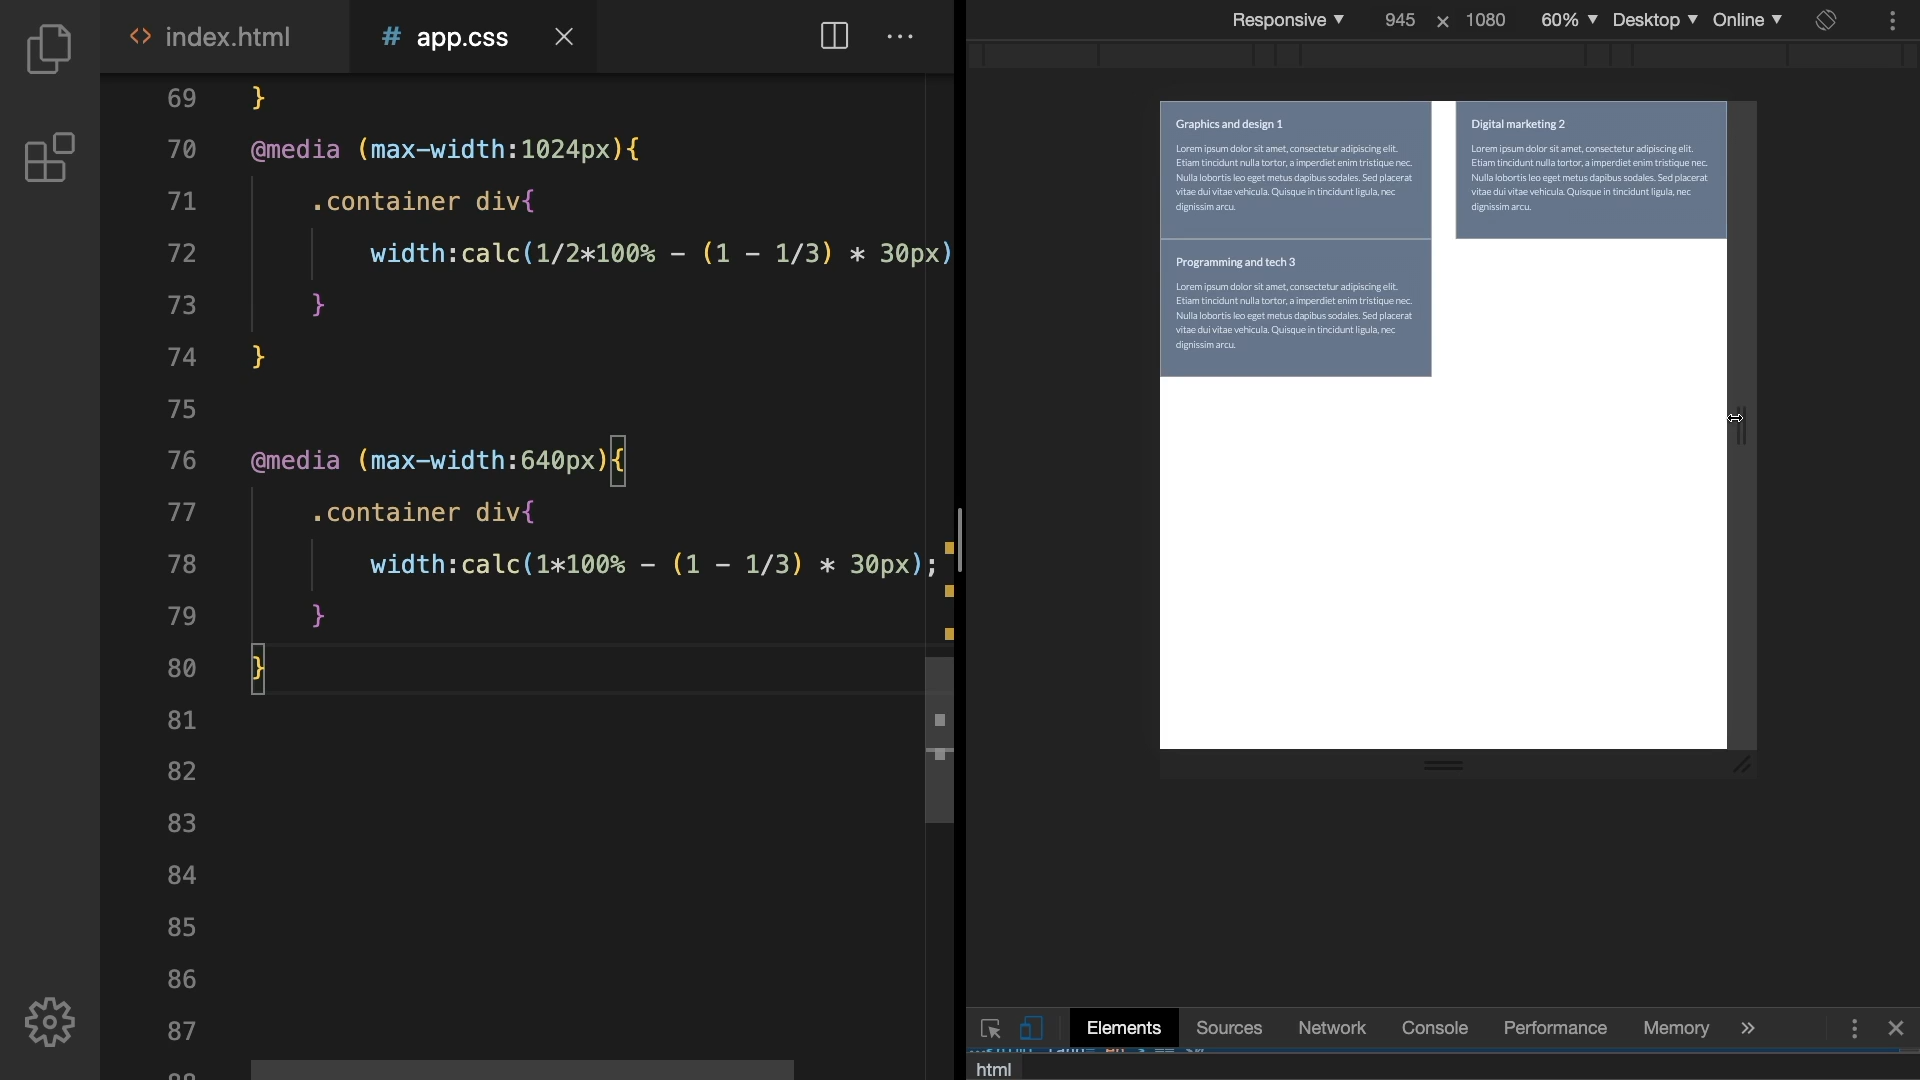 index.html
# app.css
69 }
70 @media (max-width:1024px){
71 .container div{
72 width:calc(1/2*100% - (1 - 1/3) * 30px)
73 }
74 }
75
76 @media (max-width:640px){
77 .container div{
78 width:calc(1*100% - (1 - 1/3) * 30px);
79 }
80 }
81
82
83
84
85
86
87
Responsive 945 × 1080 60% Desktop Online
Graphics and design 1
Lorem ipsum dolor sit amet, consectetur adipiscing elit.
Etiam tincidunt nulla tortor, a imperdiet enim tristique nec.
Nulla lobortis leo eget metus dapibus sodales. Sed placerat
vitae dui vitae vehicula. Quisque in tincidunt ligula, nec
dignissim arcu.
Digital marketing 2
Lorem ipsum dolor sit amet, consectetur adipiscing elit.
Etiam tincidunt nulla tortor, a imperdiet enim tristique nec.
Nulla lobortis leo eget metus dapibus sodales. Sed placerat
vitae dui vitae vehicula. Quisque in tincidunt ligula, nec
dignissim arcu.
Programming and tech 3
Lorem ipsum dolor sit amet, consectetur adipiscing elit.
Etiam tincidunt nulla tortor, a imperdiet enim tristique nec.
Nulla lobortis leo eget metus dapibus sodales. Sed placerat
vitae dui vitae vehicula. Quisque in tincidunt ligula, nec
dignissim arcu.
Elements Sources Network Console Performance Memory »
html